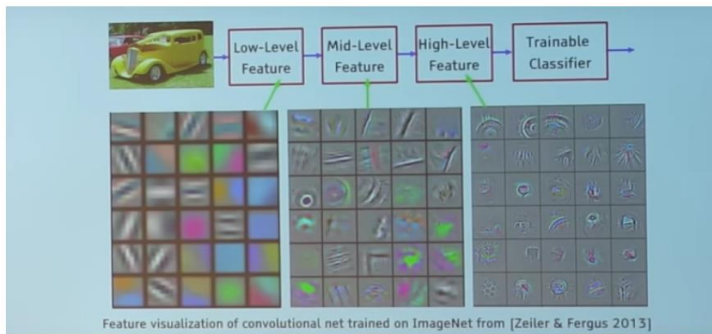 Low-Level
Feature
Mid-Level
Feature
High-Level
Feature
Trainable
Classifier
Feature visualization of convolutional net trained on ImageNet from [Zeiler & Fergus 2013]